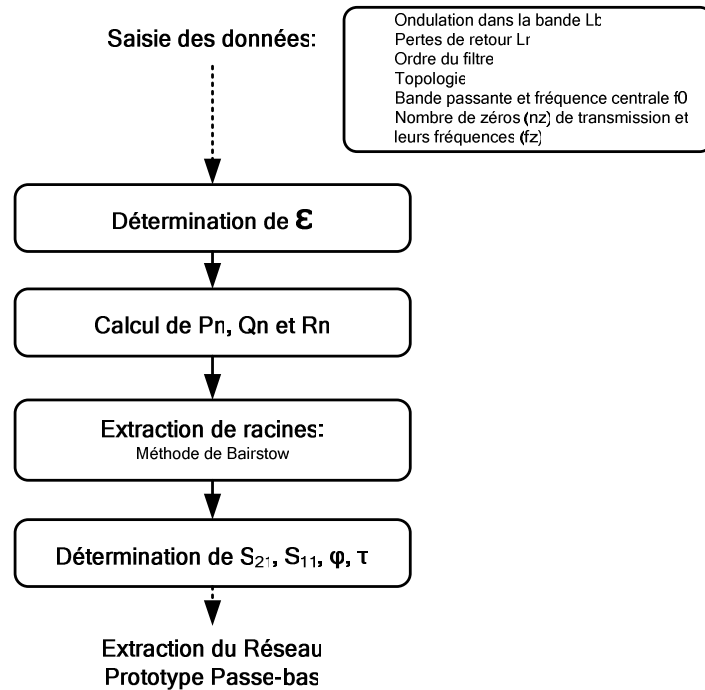 Saisie des données:
Ondulation dans la bande Lb
Pertes de retour Lr
Ordre du filtre
Topologie
Bande passante et fréquence centrale f0
Nombre de zéros (nz) de transmission et
leurs fréquences (fz)
Détermination de ε
Calcul de Pn, Qn et Rn
Extraction de racines:
Méthode de Bairstow
Détermination de S₂₁, S₁₁, φ, τ
Extraction du Réseau
Prototype Passe-bas